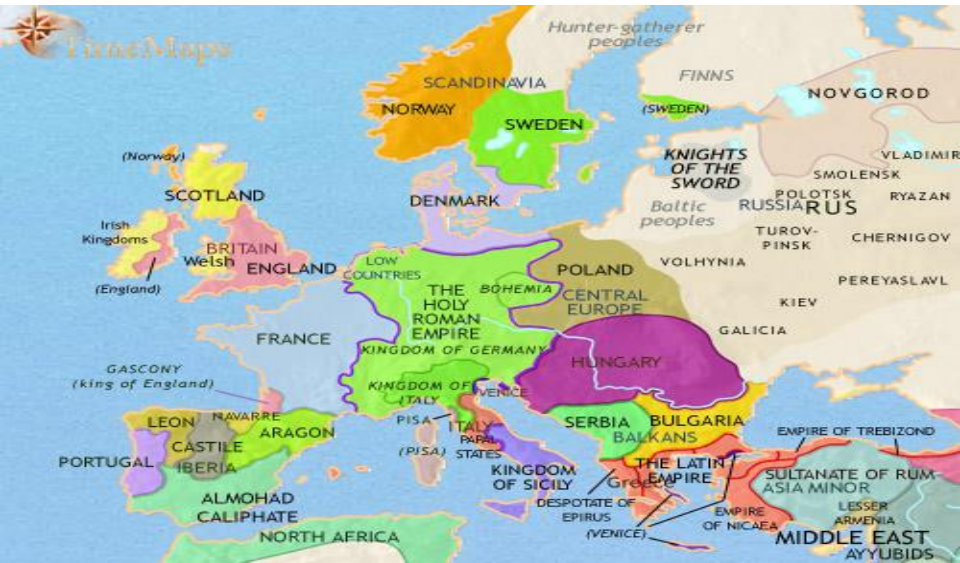 TimeMaps
Hunter-gatherer
peoples
FINNS
SCANDINAVIA
NORWAY
NOVGOROD
(SWEDEN)
SWEDEN
(Norway)
KNIGHTS
OF THE
SWORD
VLADIMIR
SMOLENSK
SCOTLAND
POLOTSK
RYAZAN
DENMARK
RUSSIA
RUS
Baltic
peoples
Irish
Kingdoms
TUROV-
PINSK
CHERNIGOV
BRITAIN
Welsh
ENGLAND
LOW
COUNTRIES
VOLHYNIA
POLAND
(England)
THE
HOLY
ROMAN
EMPIRE
BOHEMIA
CENTRAL
EUROPE
PEREYASLAVL
KIEV
FRANCE
GALICIA
KINGDOM OF GERMANY
HUNGARY
GASCONY
(king of England)
KINGDOM OF
ITALY
VENICE
LEON
NAVARRE
PISA
ITALY
SERBIA
BULGARIA
ARAGON
PAPAL
STATES
BALKANS
EMPIRE OF TREBIZOND
CASTILE
(PISA)
PORTUGAL
IBERIA
KINGDOM
OF SICILY
THE LATIN
EMPIRE
Greece
SULTANATE OF RUM
ASIA MINOR
ALMOHAD
CALIPHATE
DESPOTATE OF
EPIRUS
EMPIRE
OF NICAEA
LESSER
ARMENIA
(VENICE)
NORTH AFRICA
MIDDLE EAST
AYYUBIDS